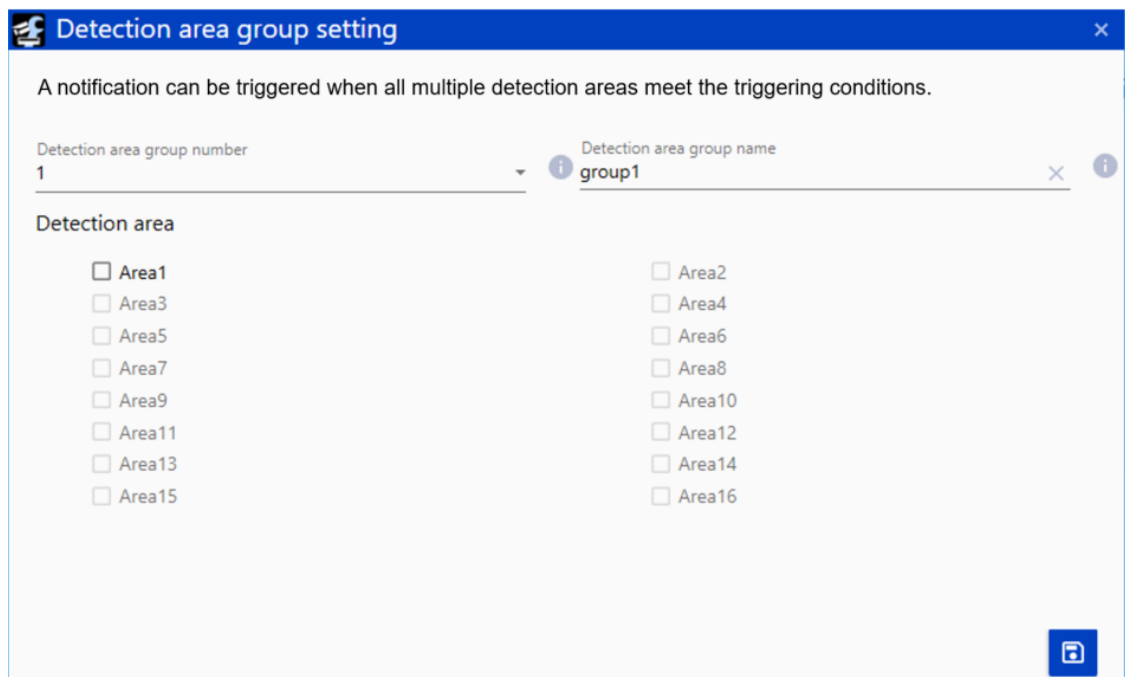 Detection area group setting
A notification can be triggered when all multiple detection areas meet the triggering conditions.
Detection area group number
1
Detection area group name
group1
Detection area
Area1
Area2
Area3
Area4
Area5
Area6
Area7
Area8
Area9
Area10
Area11
Area12
Area13
Area14
Area15
Area16